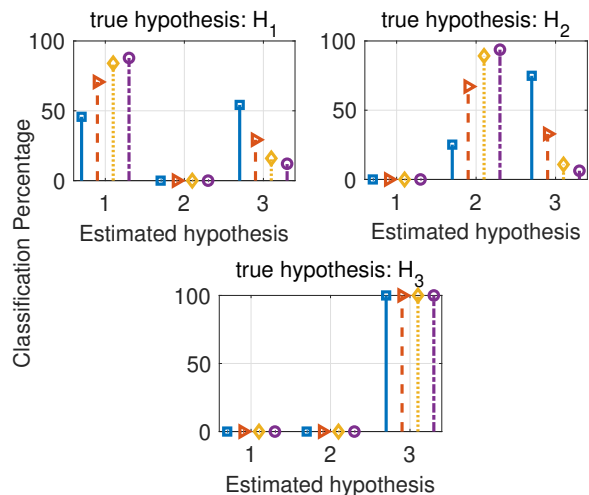 true hypothesis: H1
100
50
0
1 2 3
Estimated hypothesis
true hypothesis: H2
100
50
0
1 2 3
Estimated hypothesis
Classification Percentage
true hypothesis: H3
100
50
0
1 2 3
Estimated hypothesis